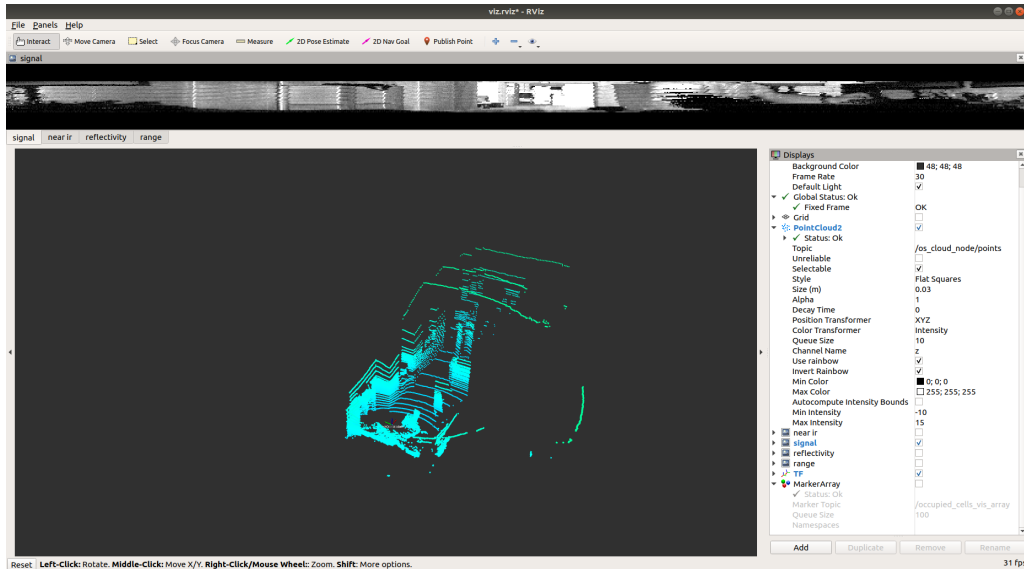 viz.rviz* - RViz
File Panels Help
Interact Move Camera Select Focus Camera Measure 2D Pose Estimate 2D Nav Goal Publish Point
signal
signal near ir reflectivity range
Displays
Background Color 48; 48; 48
Frame Rate 30
Default Light
Global Status: Ok
Fixed Frame OK
Grid
PointCloud2
Status: Ok
Topic /os_cloud_node/points
Unreliable
Selectable
Style Flat Squares
Size (m) 0.03
Alpha 1
Decay Time 0
Position Transformer XYZ
Color Transformer Intensity
Queue Size 10
Channel Name z
Use rainbow
Invert Rainbow
Min Color 0; 0; 0
Max Color 255; 255; 255
Autocompute Intensity Bounds
Min Intensity -10
Max Intensity 15
near ir
signal
reflectivity
range
TF
MarkerArray
Status: Ok
Marker Topic /occupied_cells_vis_array
Queue Size 100
Namespaces
Add Duplicate Remove Rename
Reset Left-Click: Rotate. Middle-Click: Move X/Y. Right-Click/Mouse Wheel:: Zoom. Shift: More options. 31 fps